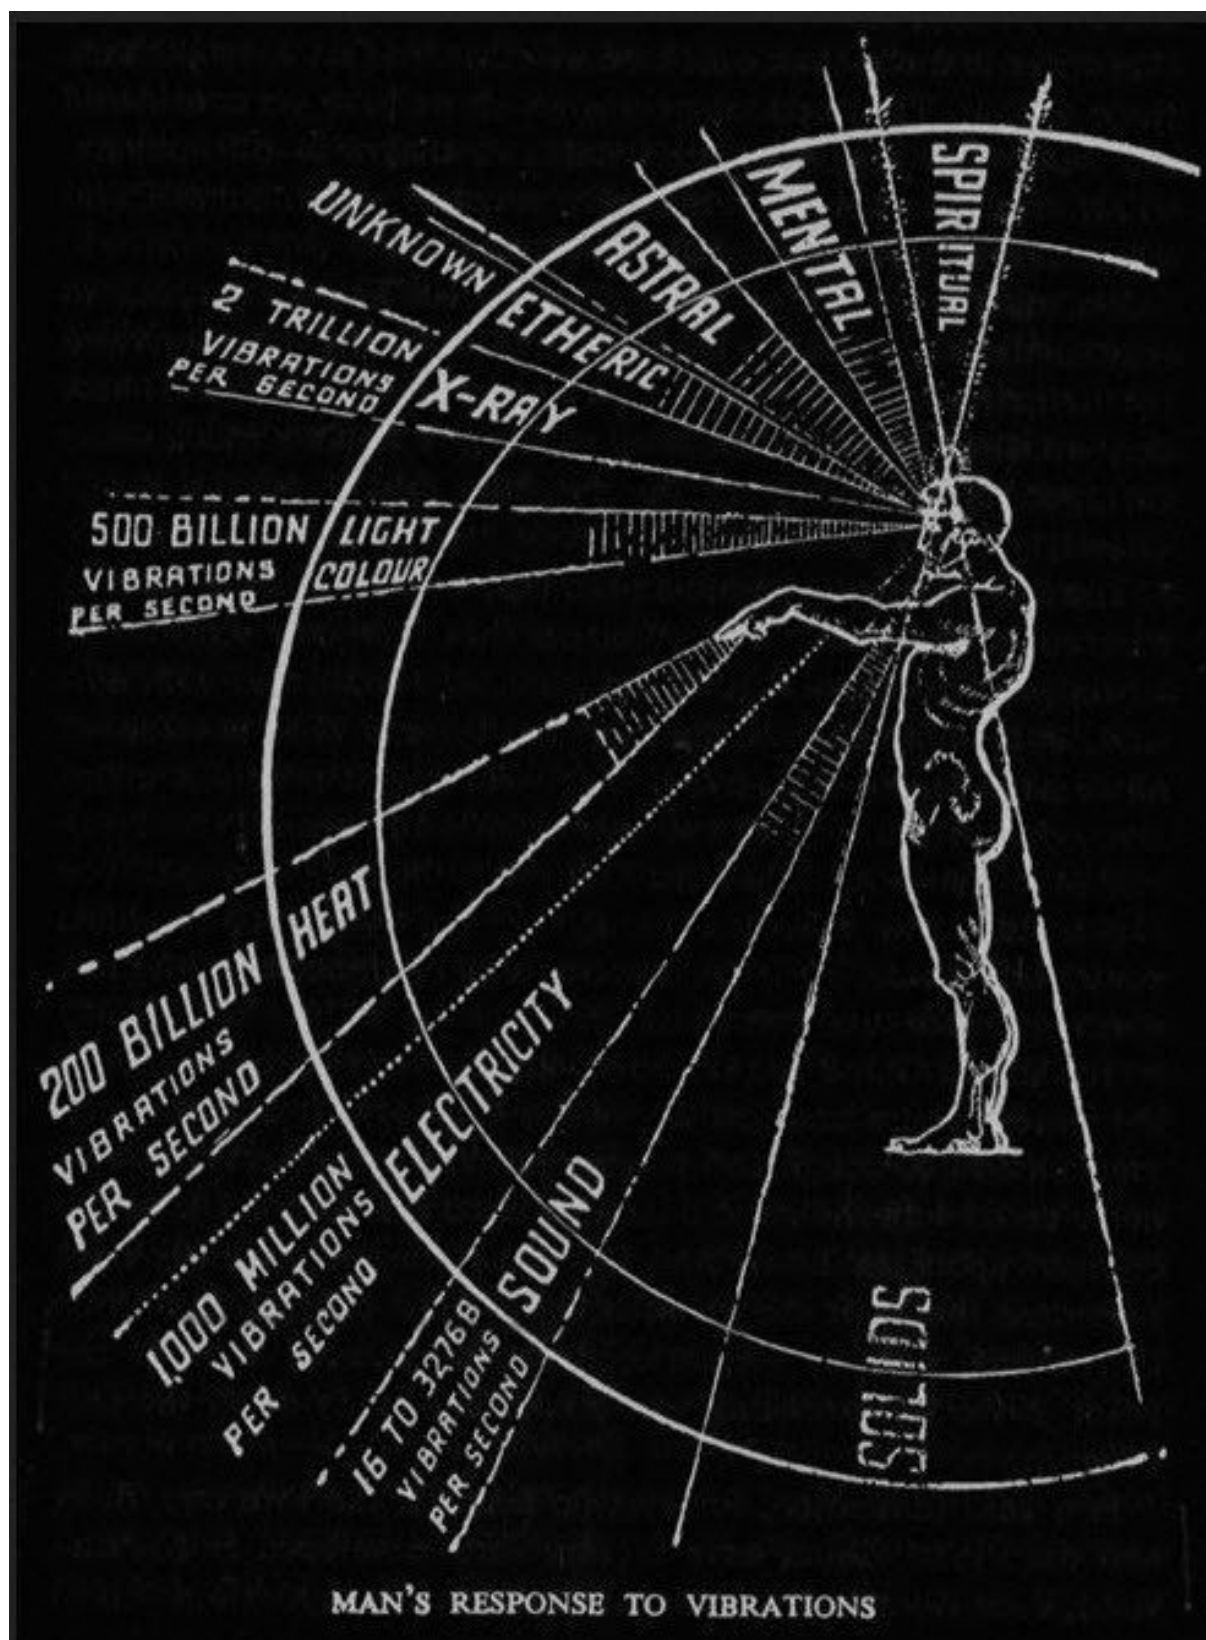 SPIRITUAL
MENTAL
ASTRAL
UNKNOWN
ETHERIC
2 TRILLION
VIBRATIONS
PER SECOND
X-RAY
500 BILLION
VIBRATIONS
PER SECOND
LIGHT
COLOUR
HEAT
200 BILLION
VIBRATIONS
PER SECOND
ELECTRICITY
1,000 MILLION
VIBRATIONS
PER SECOND
SOUND
16 TO 32,768
VIBRATIONS
PER SECOND
SOLIDS
MAN'S RESPONSE TO VIBRATIONS